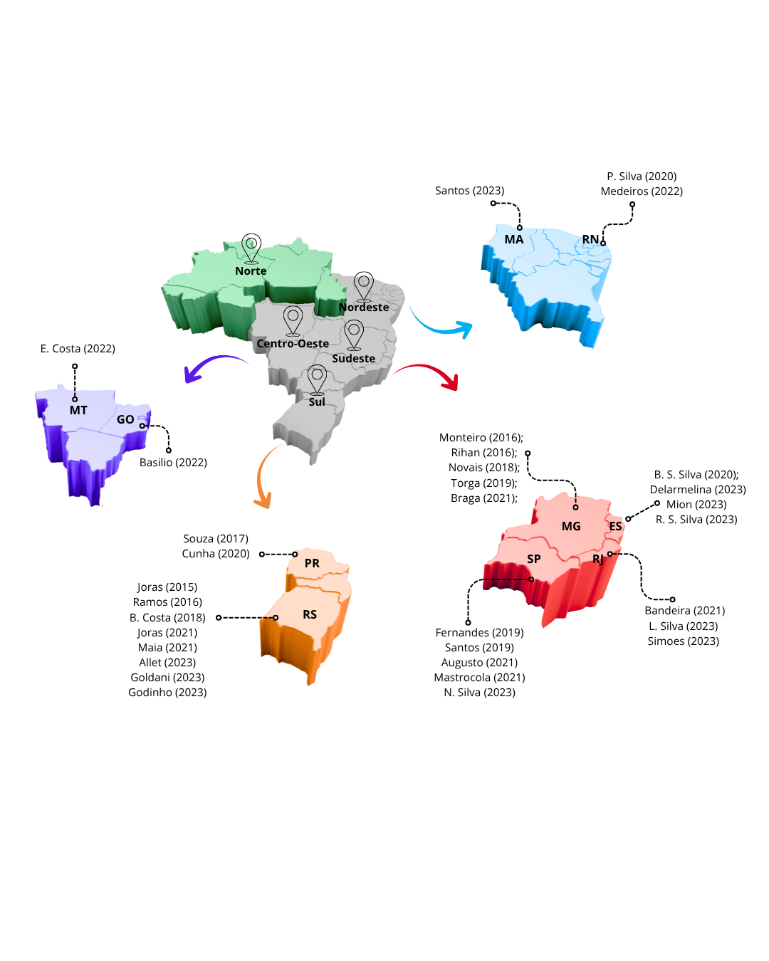 P. Silva (2020)
Medeiros (2022)
Santos (2023)
MA
RN
Norte
Nordeste
Centro-Oeste
Sudeste
Sul
E. Costa (2022)
MT
GO
Basilio (2022)
Monteiro (2016);
Rihan (2016);
Novais (2018);
Torga (2019);
Braga (2021);
B. S. Silva (2020);
Delarmelina (2023)
Mion (2023)
R. S. Silva (2023)
MG
ES
SP
RJ
Souza (2017)
Cunha (2020)
PR
Joras (2015)
Ramos (2016)
B. Costa (2018)
Joras (2021)
Maia (2021)
Allet (2023)
Goldani (2023)
Godinho (2023)
RS
Bandeira (2021)
L. Silva (2023)
Simoes (2023)
Fernandes (2019)
Santos (2019)
Augusto (2021)
Mastrocola (2021)
N. Silva (2023)